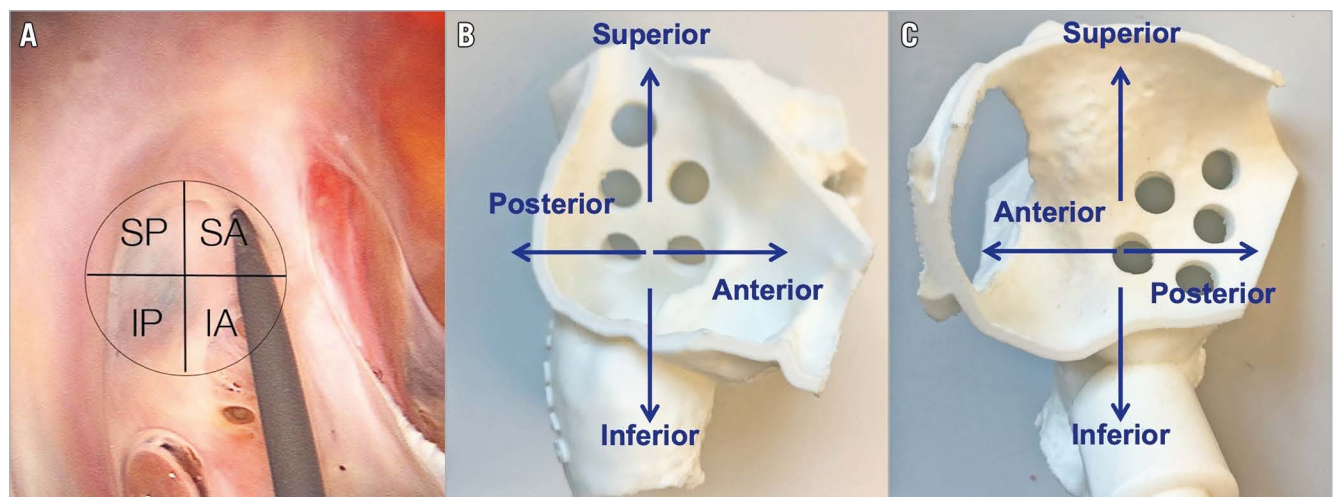 A
SP
SA
IP
IA
B
Superior
Posterior
Anterior
Inferior
C
Superior
Anterior
Posterior
Inferior